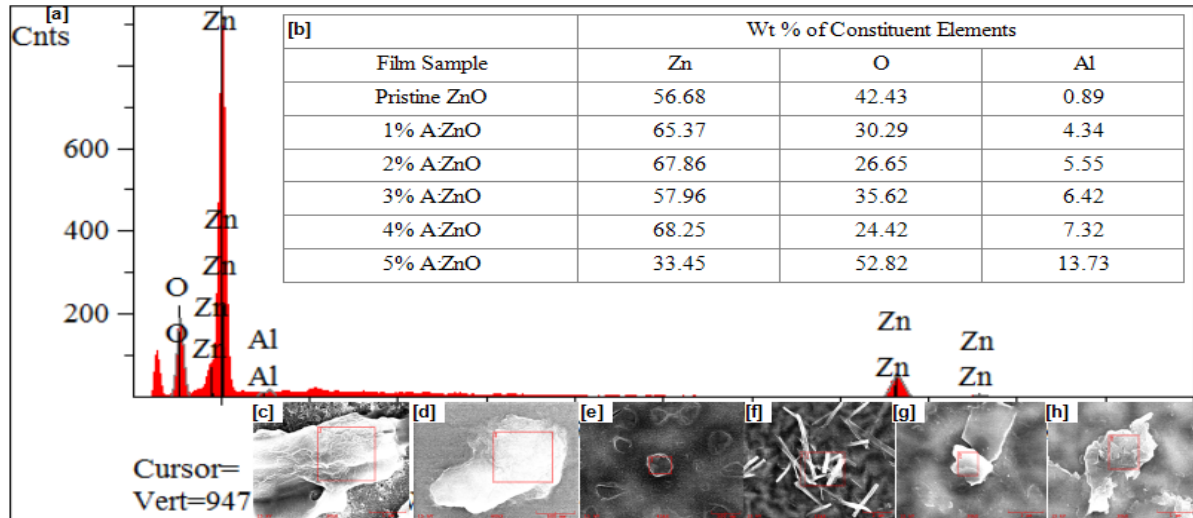 [a]
Cnts
600
400
200
Zn
Zn
Zn
Zn
Zn
O
O
Al
Al
Zn
Zn
Zn
Zn
[b] Wt % of Constituent Elements
Film Sample Zn O Al
Pristine ZnO 56.68 42.43 0.89
1% A:ZnO 65.37 30.29 4.34
2% A:ZnO 67.86 26.65 5.55
3% A:ZnO 57.96 35.62 6.42
4% A:ZnO 68.25 24.42 7.32
5% A:ZnO 33.45 52.82 13.73
[c] [d] [e] [f] [g] [h]
Cursor=
Vert=947